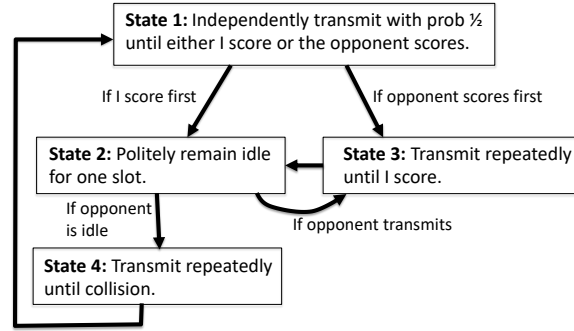 State 1: Independently transmit with prob ½
until either I score or the opponent scores.
If I score first
If opponent scores first
State 2: Politely remain idle
for one slot.
State 3: Transmit repeatedly
until I score.
If opponent
is idle
If opponent transmits
State 4: Transmit repeatedly
until collision.